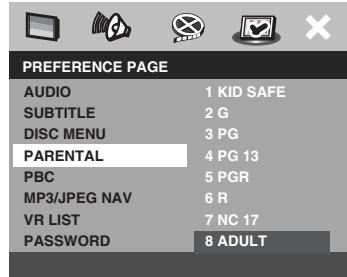 PREFERENCE PAGE
AUDIO 1 KID SAFE
SUBTITLE 2 G
DISC MENU 3 PG
PARENTAL 4 PG 13
PBC 5 PGR
MP3/JPEG NAV 6 R
VR LIST 7 NC 17
PASSWORD 8 ADULT